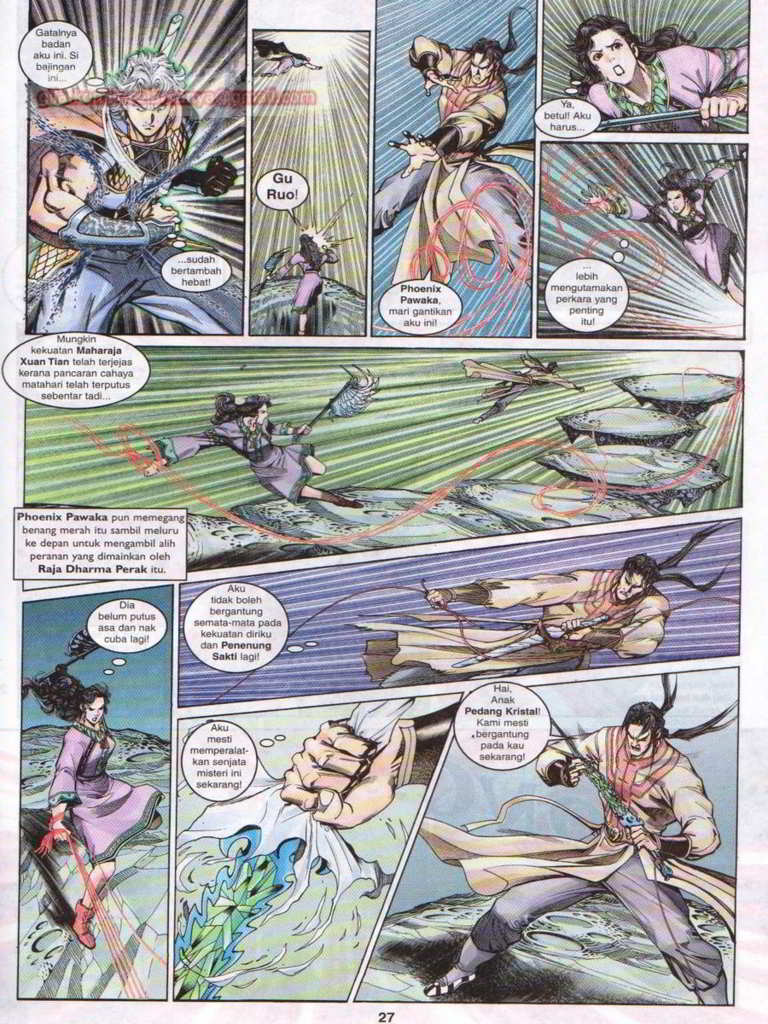 Gatalnya
badan
aku ini. Si
bajingan
ini...
...sudah
bertambah
hebat!
Gu
Ruo!
Phoenix
Pawaka,
mari gantikan
aku ini!
Ya,
betul! Aku
harus...
...
lebih
mengutamakan
perkara yang
penting
itu!
Mungkin
kekuatan Maharaja
Xuan Tian telah terjejas
kerana pancaran cahaya
matahari telah terputus
sebentar tadi...
Phoenix Pawaka pun memegang
benang merah itu sambil meluru
ke depan untuk mengambil alih
peranan yang dimainkan oleh
Raja Dharma Perak itu.
Aku
tidak boleh
bergantung
semata-mata pada
kekuatan diriku
dan Penenung
Sakti lagi!
Dia
belum putus
asa dan nak
cuba lagi!
Aku
mesti
memperalat-
kan senjata
misteri ini
sekarang!
Hai,
Anak
Pedang Kristal!
Kami mesti
bergantung
pada kau
sekarang!
27